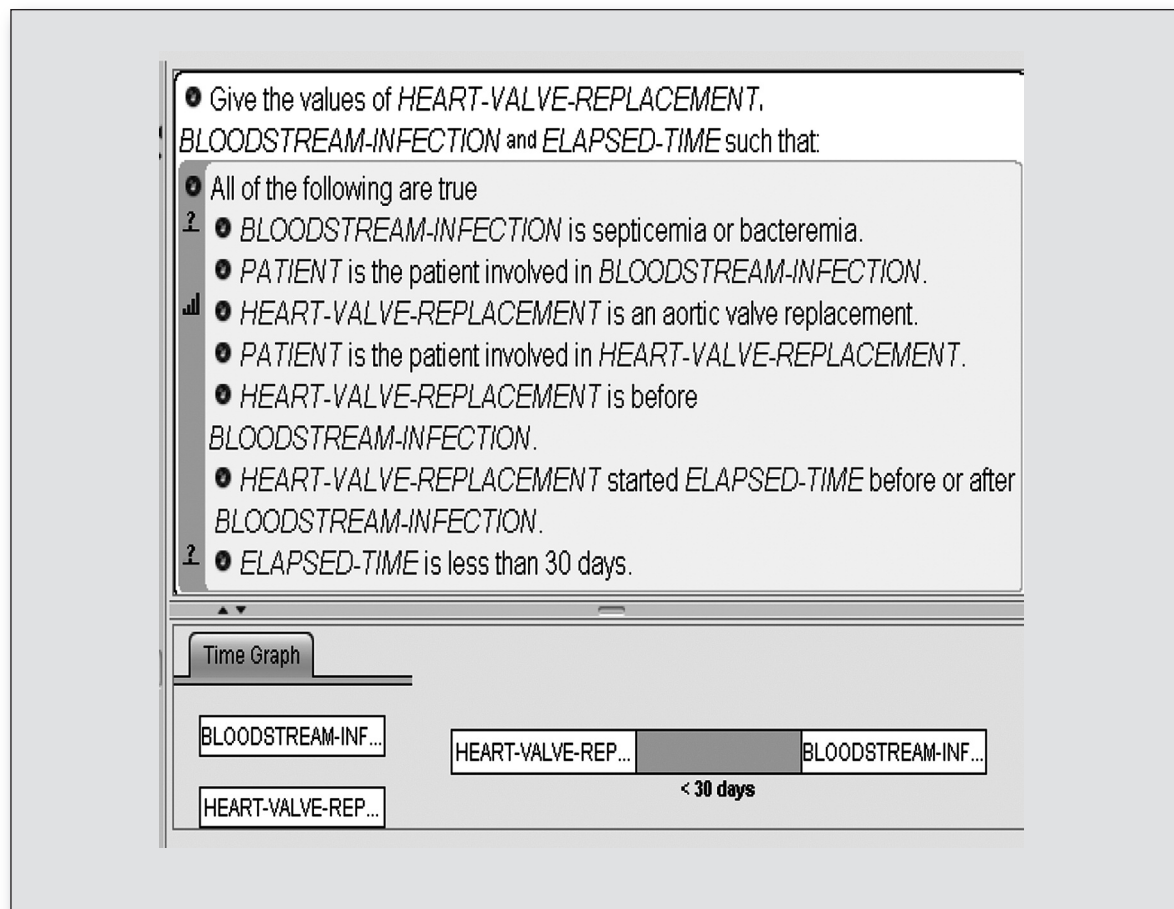 Give the values of HEART-VALVE-REPLACEMENT,
BLOODSTREAM-INFECTION and ELAPSED-TIME such that:
All of the following are true
? BLOODSTREAM-INFECTION is septicemia or bacteremia.
PATIENT is the patient involved in BLOODSTREAM-INFECTION.
HEART-VALVE-REPLACEMENT is an aortic valve replacement.
PATIENT is the patient involved in HEART-VALVE-REPLACEMENT.
HEART-VALVE-REPLACEMENT is before
BLOODSTREAM-INFECTION.
HEART-VALVE-REPLACEMENT started ELAPSED-TIME before or after
BLOODSTREAM-INFECTION.
? ELAPSED-TIME is less than 30 days.
Time Graph
BLOODSTREAM-INF...
HEART-VALVE-REP...
HEART-VALVE-REP...
BLOODSTREAM-INF...
< 30 days